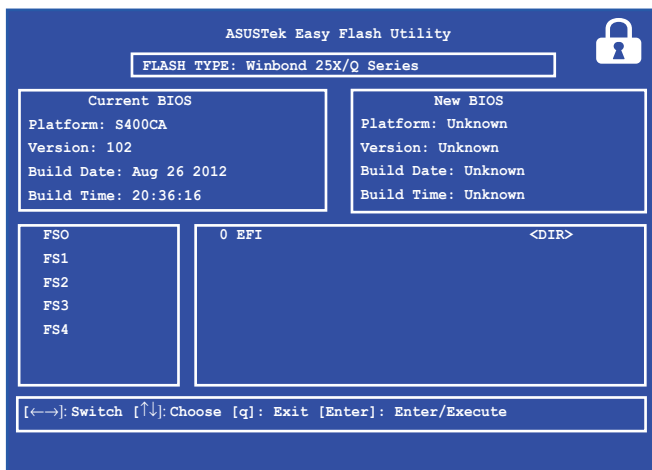 ASUSTek Easy Flash Utility
FLASH TYPE: Winbond 25X/Q Series
Current BIOS
Platform: S400CA
Version: 102
Build Date: Aug 26 2012
Build Time: 20:36:16
New BIOS
Platform: Unknown
Version: Unknown
Build Date: Unknown
Build Time: Unknown
FSO
FS1
FS2
FS3
FS4
0 EFI <DIR>
[←→]: Switch [↑↓]: Choose [q]: Exit [Enter]: Enter/Execute